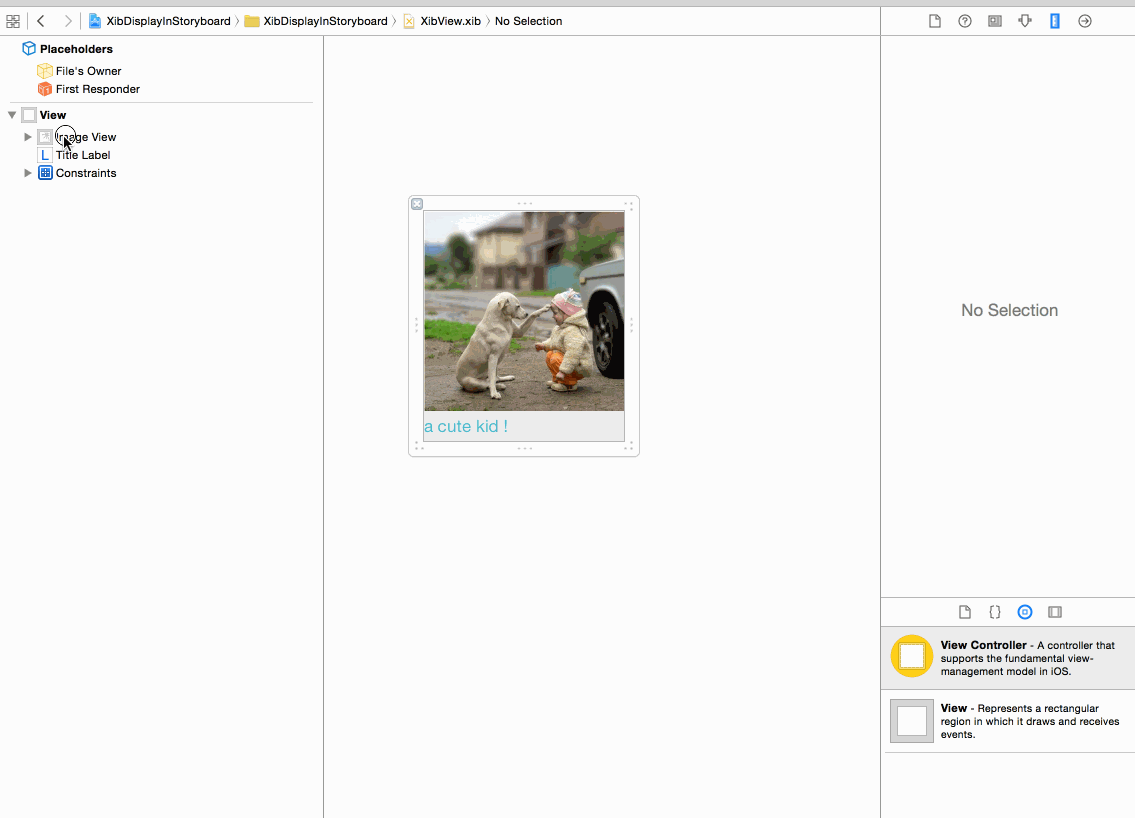 XibDisplayInStoryboard XibDisplayInStoryboard XibView.xib No Selection
Placeholders
File's Owner
First Responder
View
Image View
L Title Label
Constraints
a cute kid !
No Selection
View Controller - A controller that
supports the fundamental view-
management model in iOS.
View - Represents a rectangular
region in which it draws and receives
events.